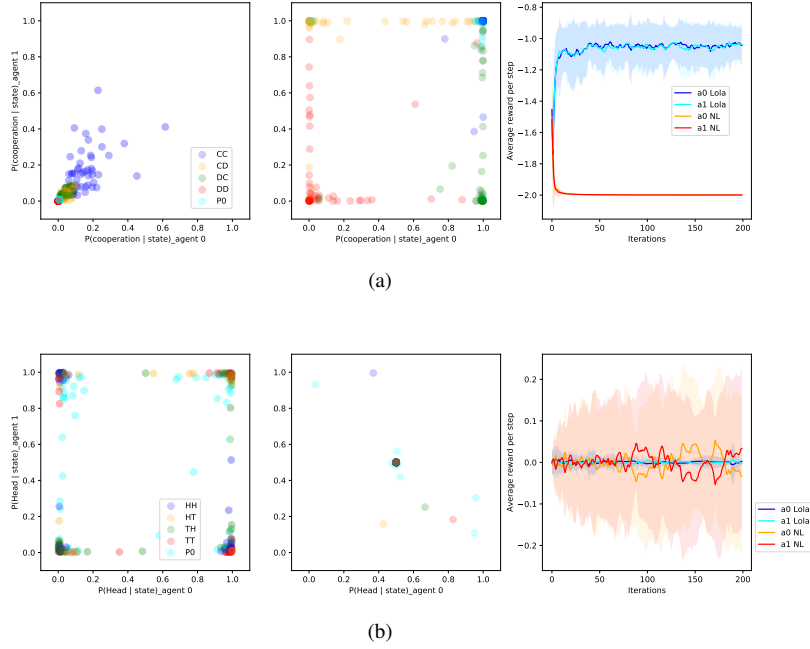 P(cooperation | state)_agent 1
1.0
0.8
0.6
0.4
0.2
0.0
0.0
0.2
0.4
0.6
0.8
1.0
P(cooperation | state)_agent 0
CC
CD
DC
DD
P0
1.0
0.8
0.6
0.4
0.2
0.0
0.0
0.2
0.4
0.6
0.8
1.0
P(cooperation | state)_agent 0
Average reward per step
−1.0
−1.2
−1.4
−1.6
−1.8
−2.0
0
50
100
150
200
Iterations
a0 Lola
a1 Lola
a0 NL
a1 NL
(a)
P(Head | state)_agent 1
1.0
0.8
0.6
0.4
0.2
0.0
0.0
0.2
0.4
0.6
0.8
1.0
P(Head | state)_agent 0
HH
HT
TH
TT
P0
1.0
0.8
0.6
0.4
0.2
0.0
0.0
0.2
0.4
0.6
0.8
1.0
P(Head | state)_agent 0
Average reward per step
0.2
0.1
0.0
−0.1
−0.2
0
50
100
150
200
Iterations
a0 Lola
a1 Lola
a0 NL
a1 NL
(b)